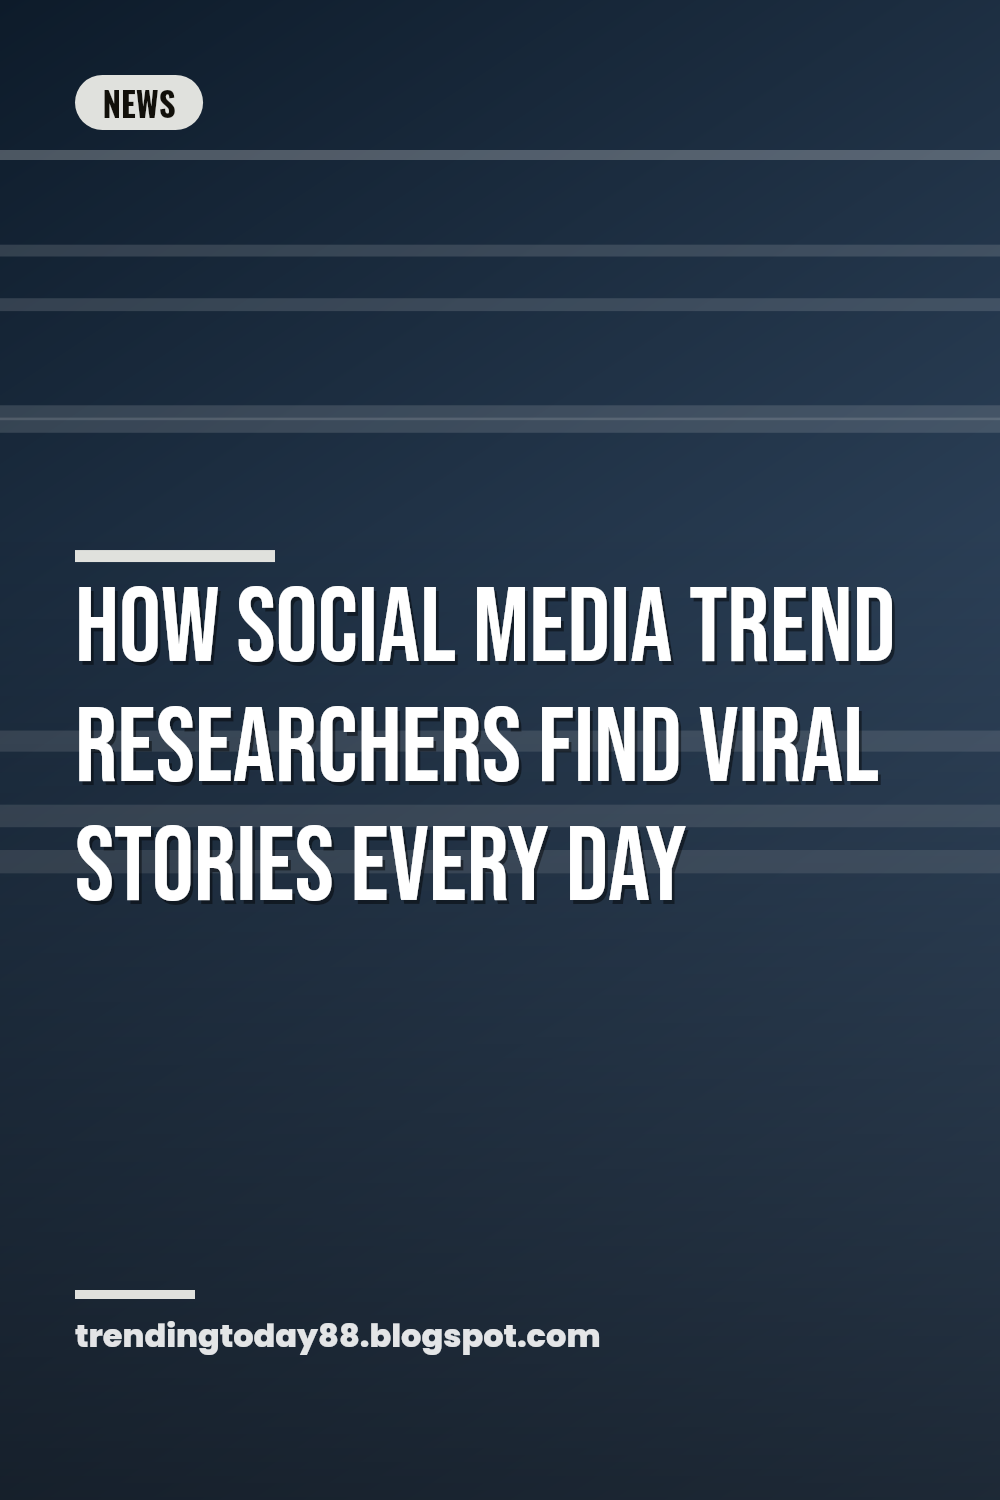 NEWS
HOW SOCIAL MEDIA TREND
RESEARCHERS FIND VIRAL
STORIES EVERY DAY
trendingtoday88.blogspot.com